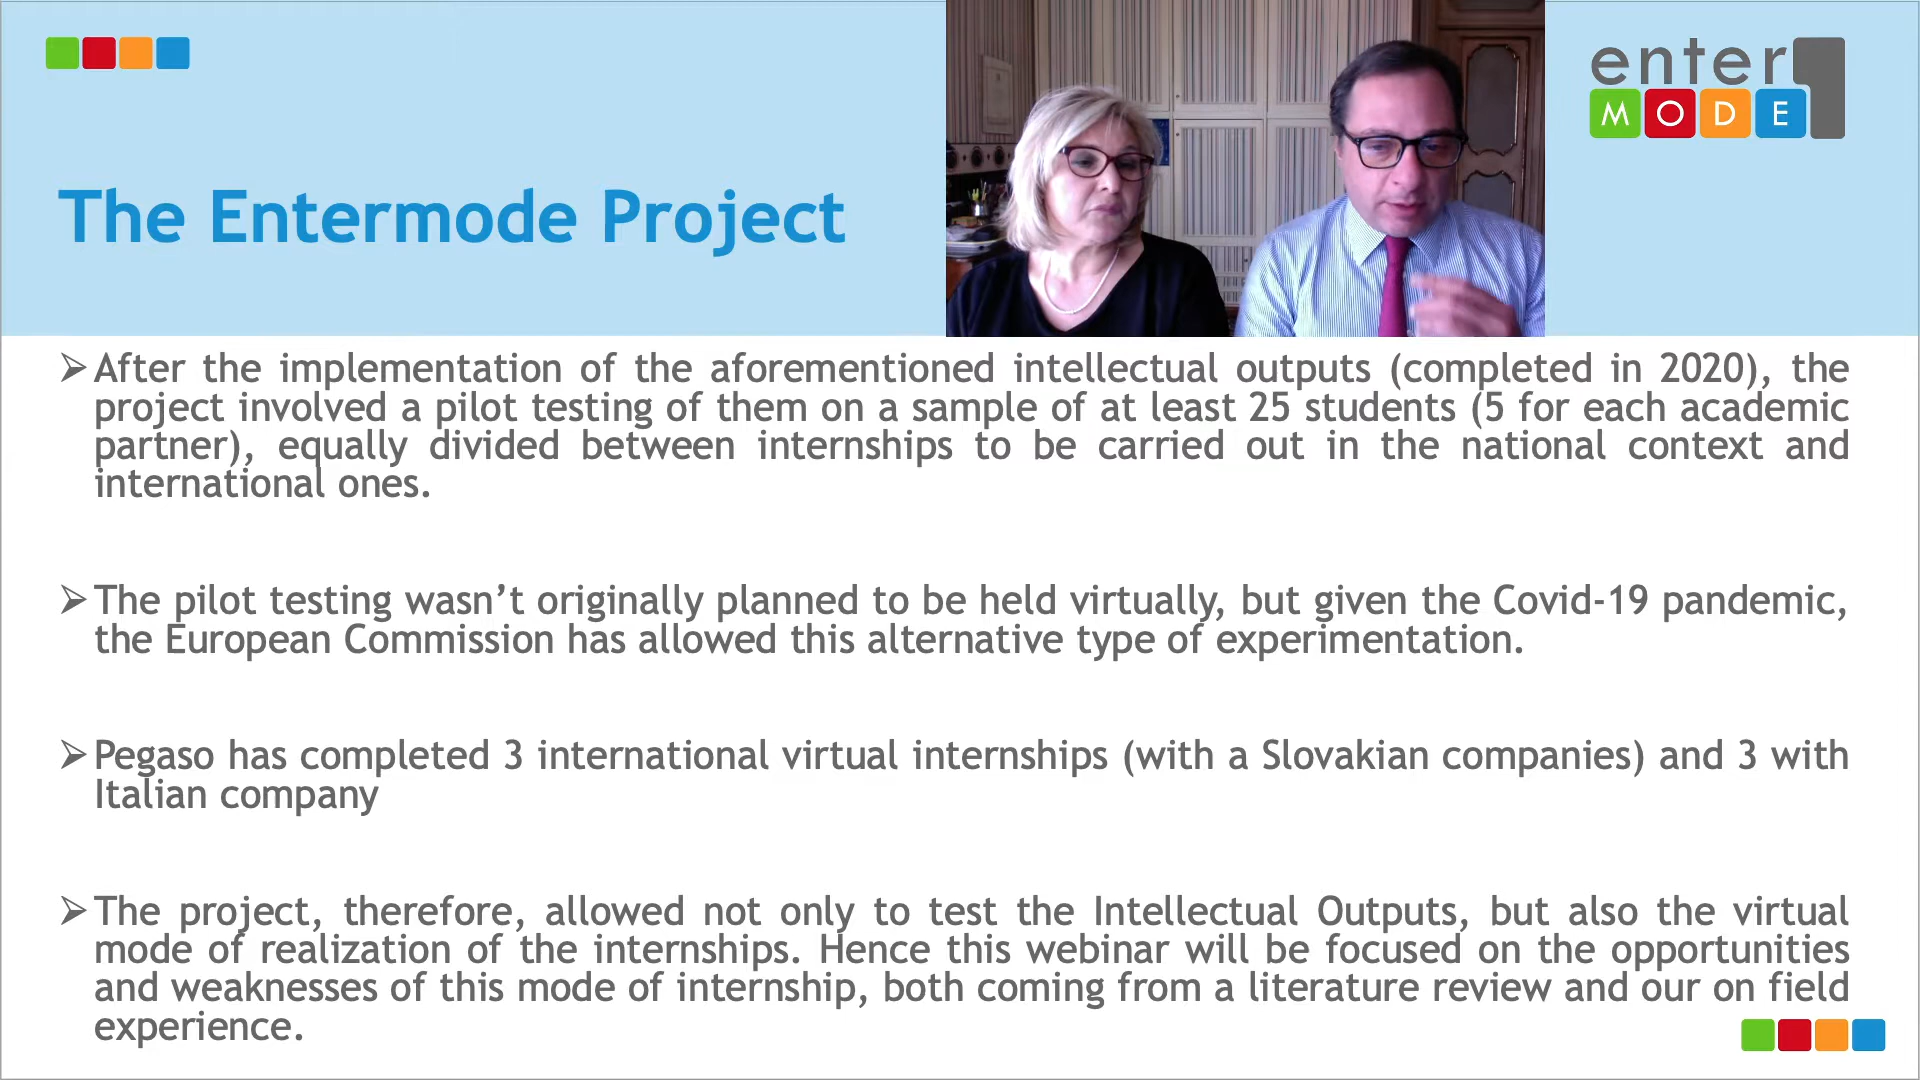 enter
MODE
The Entermode Project
➢After the implementation of the aforementioned intellectual outputs (completed in 2020), the
project involved a pilot testing of them on a sample of at least 25 students (5 for each academic
partner), equally divided between internships to be carried out in the national context and
international ones.
➢The pilot testing wasn’t originally planned to be held virtually, but given the Covid-19 pandemic,
the European Commission has allowed this alternative type of experimentation.
➢Pegaso has completed 3 international virtual internships (with a Slovakian companies) and 3 with
Italian company
➢The project, therefore, allowed not only to test the Intellectual Outputs, but also the virtual
mode of realization of the internships. Hence this webinar will be focused on the opportunities
and weaknesses of this mode of internship, both coming from a literature review and our on field
experience.